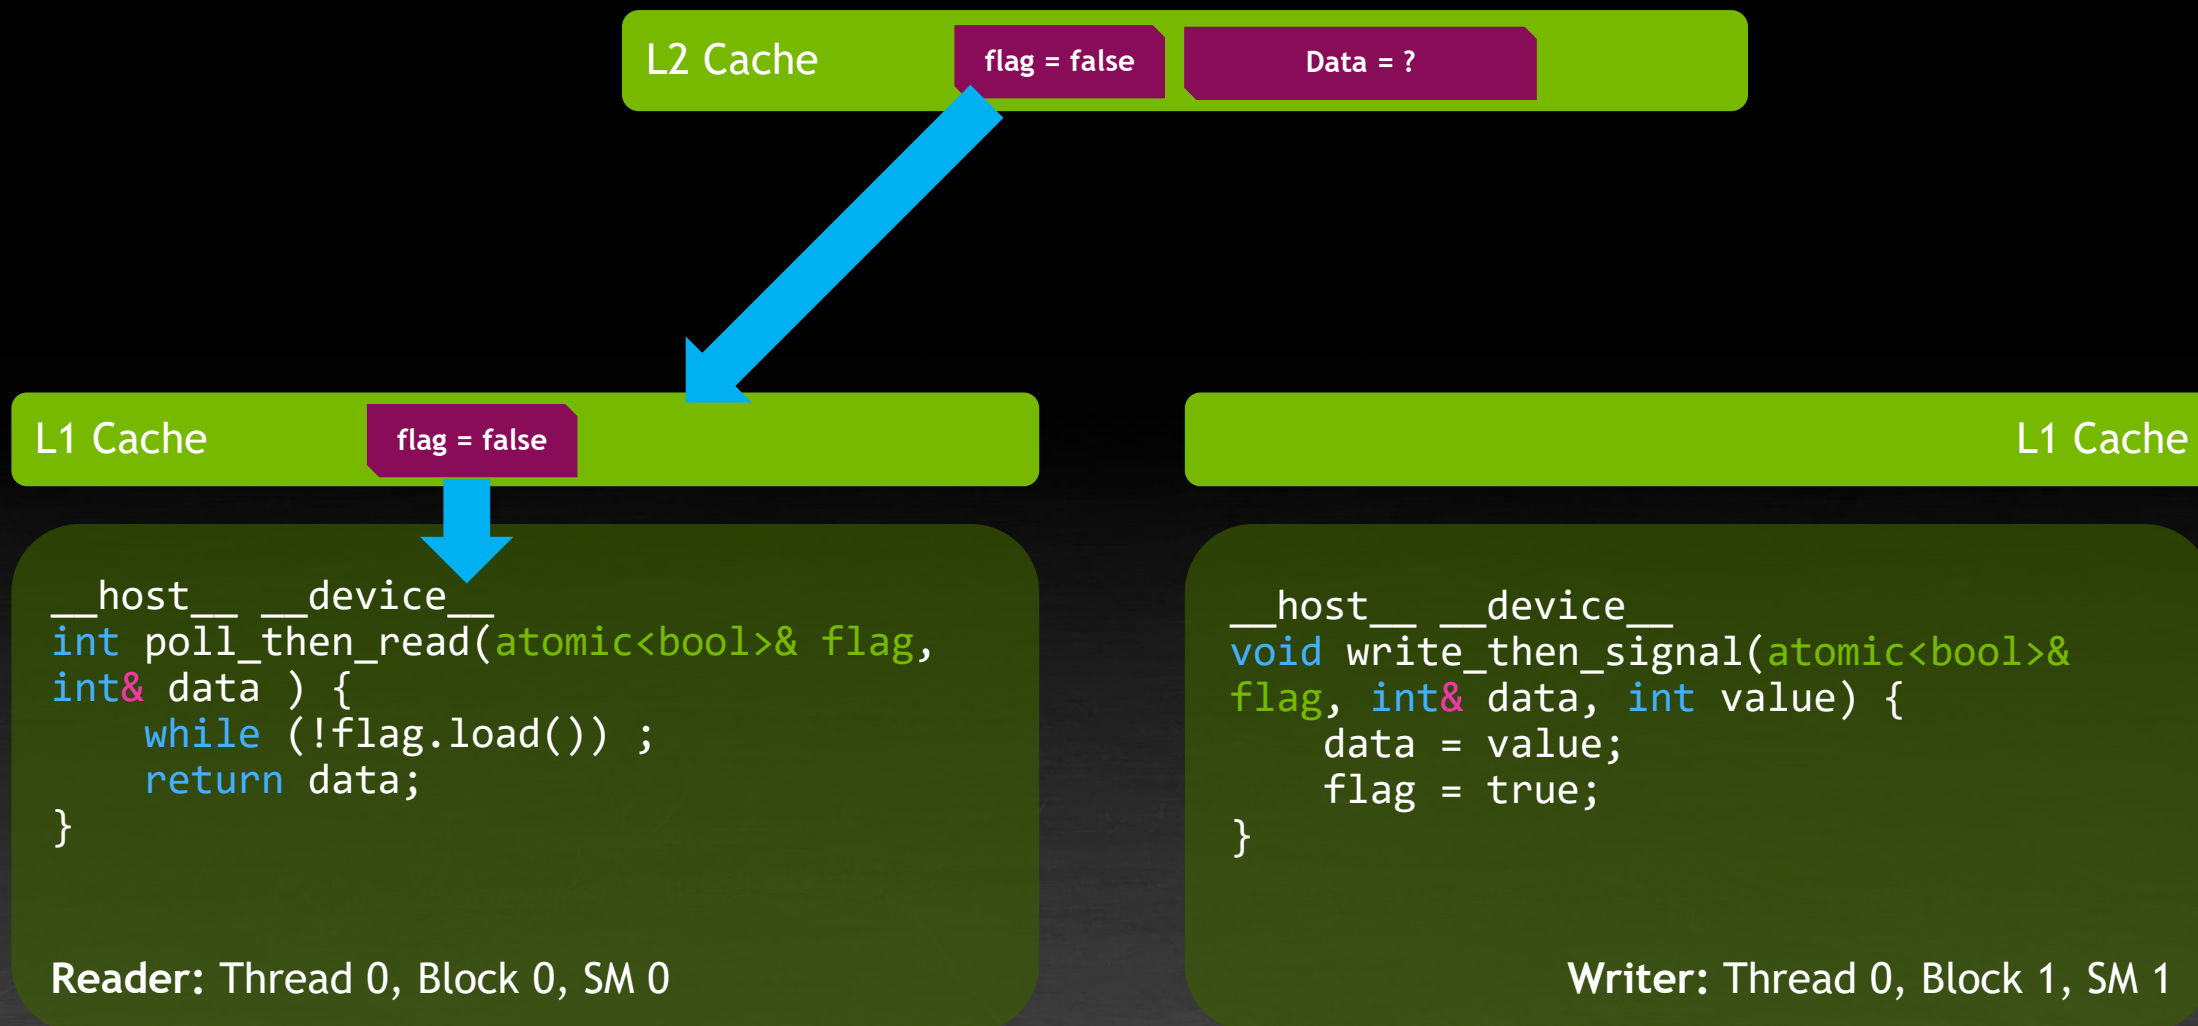 L2 Cache
flag = false
Data = ?
L1 Cache
flag = false
L1 Cache
__host__ __device__
int poll_then_read(atomic<bool>& flag,
int& data ) {
    while (!flag.load()) ;
    return data;
}
Reader: Thread 0, Block 0, SM 0
__host__ __device__
void write_then_signal(atomic<bool>&
flag, int& data, int value) {
    data = value;
    flag = true;
}
Writer: Thread 0, Block 1, SM 1